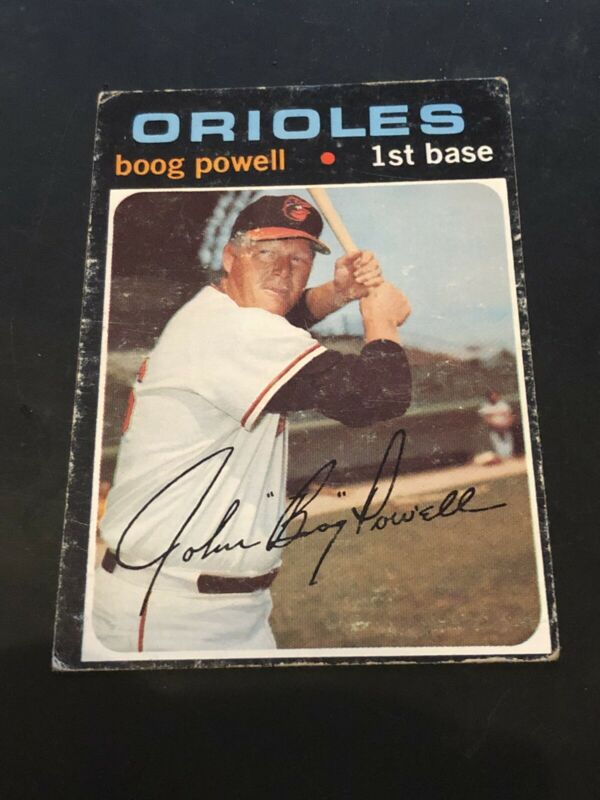 ORIOLES
boog powell • 1st base
John "Boog" Powell